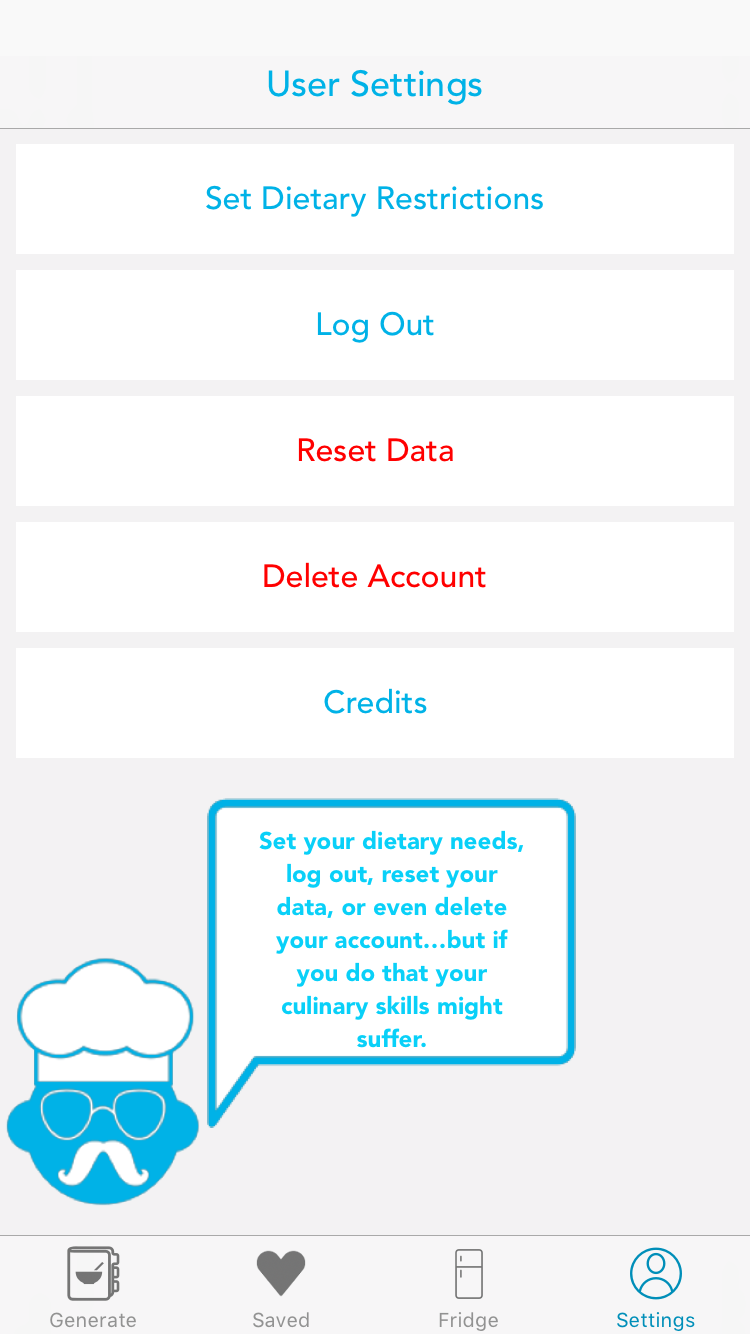 User Settings
Set Dietary Restrictions
Log Out
Reset Data
Delete Account
Credits
Set your dietary needs,
log out, reset your
data, or even delete
your account...but if
you do that your
culinary skills might
suffer.
Generate
Saved
Fridge
Settings